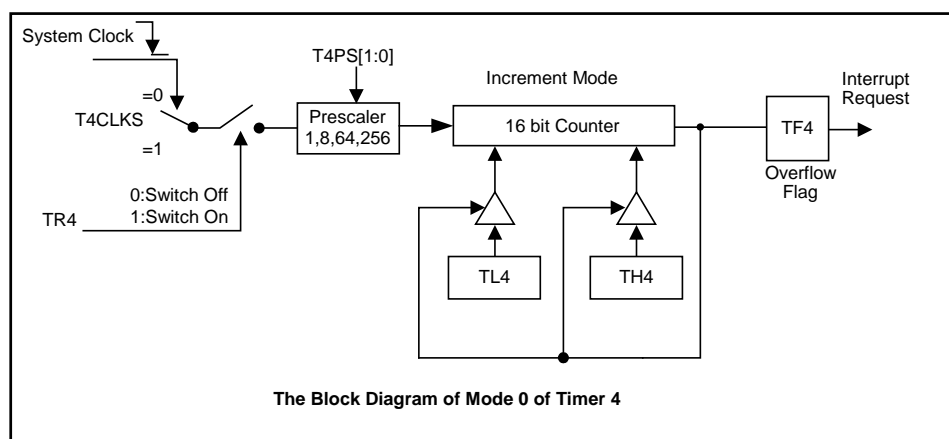 System Clock
T4PS[1:0]
Increment Mode
Interrupt
Request
=0
T4CLKS
=1
Prescaler
1,8,64,256
16 bit Counter
TF4
Overflow
Flag
0:Switch Off
1:Switch On
TR4
TL4
TH4
The Block Diagram of Mode 0 of Timer 4